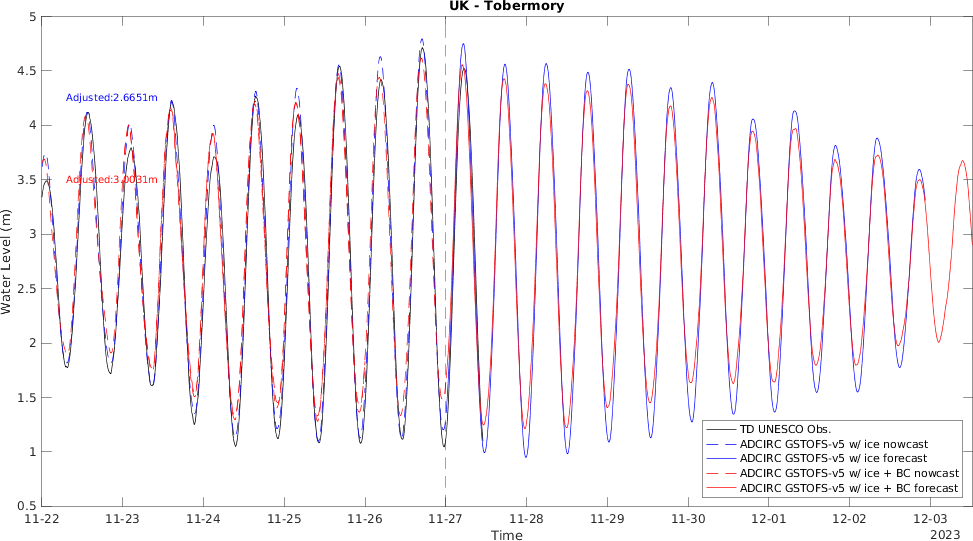 UK - Tobermory
5
4.5
4
3.5
3
2.5
2
1.5
1
0.5
Water Level (m)
Adjusted:2.6651m
Adjusted:3.0031m
TD UNESCO Obs.
ADCIRC GSTOFS-v5 w/ ice nowcast
ADCIRC GSTOFS-v5 w/ ice forecast
ADCIRC GSTOFS-v5 w/ ice + BC nowcast
ADCIRC GSTOFS-v5 w/ ice + BC forecast
11-22 11-23 11-24 11-25 11-26 11-27 11-28 11-29 11-30 12-01 12-02 12-03
Time
2023